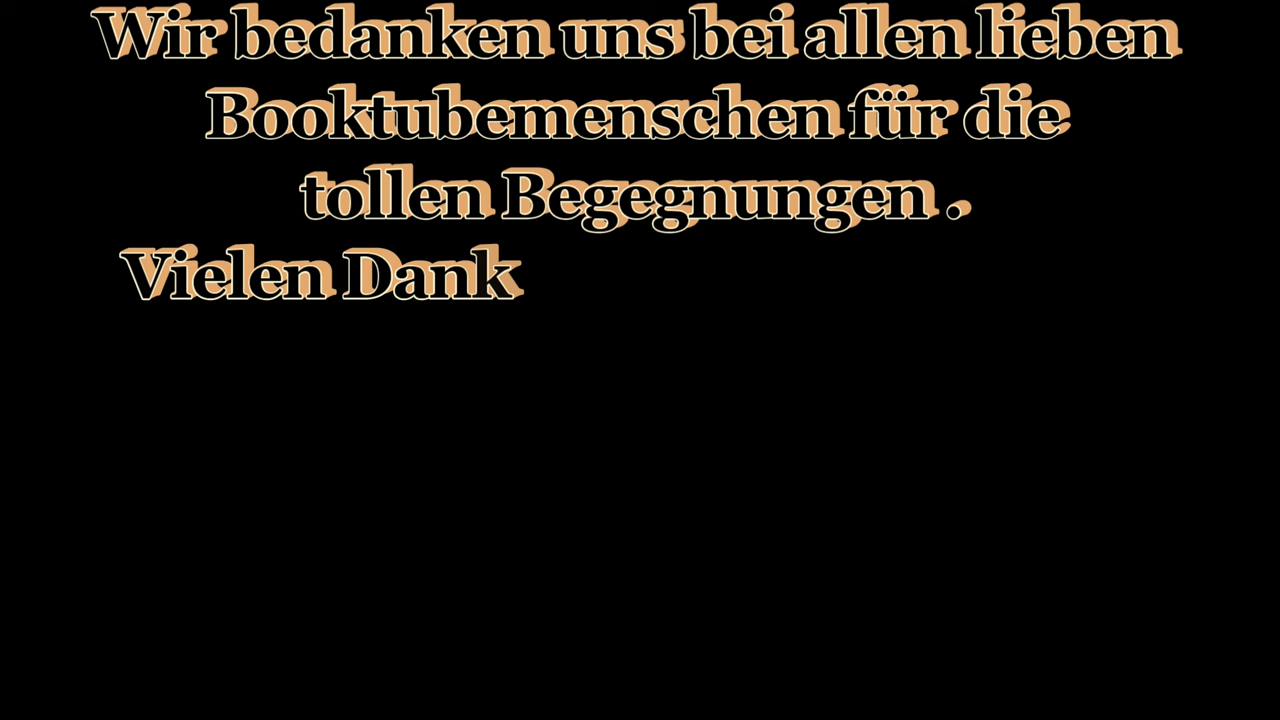 Wir bedanken uns bei allen lieben
Booktubemenschen für die
tollen Begegnungen .
Vielen Dank